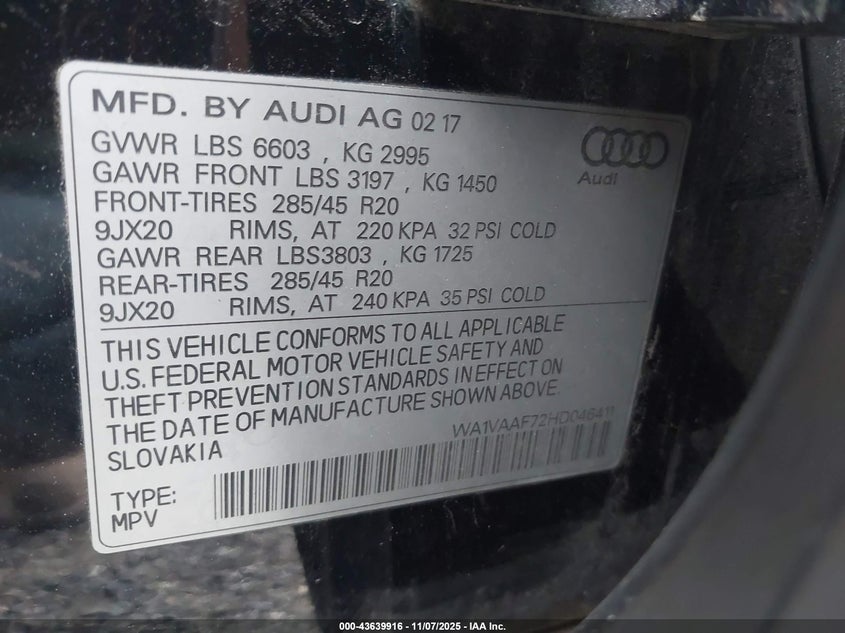 MFD. BY AUDI AG 02 17
GVWR LBS 6603 , KG 2995
GAWR FRONT LBS 3197 , KG 1450
FRONT-TIRES 285/45 R20
9JX20 RIMS, AT 220 KPA 32 PSI COLD
GAWR REAR LBS3803 , KG 1725
REAR-TIRES 285/45 R20
9JX20 RIMS, AT 240 KPA 35 PSI COLD
Audi
THIS VEHICLE CONFORMS TO ALL APPLICABLE
U.S. FEDERAL MOTOR VEHICLE SAFETY AND
THEFT PREVENTION STANDARDS IN EFFECT ON
THE DATE OF MANUFACTURE SHOWN ABOVE.
SLOVAKIA
WA1VAAF72HD046411
TYPE:
MPV
000-43639916 - 11/07/2025 - IAA Inc.